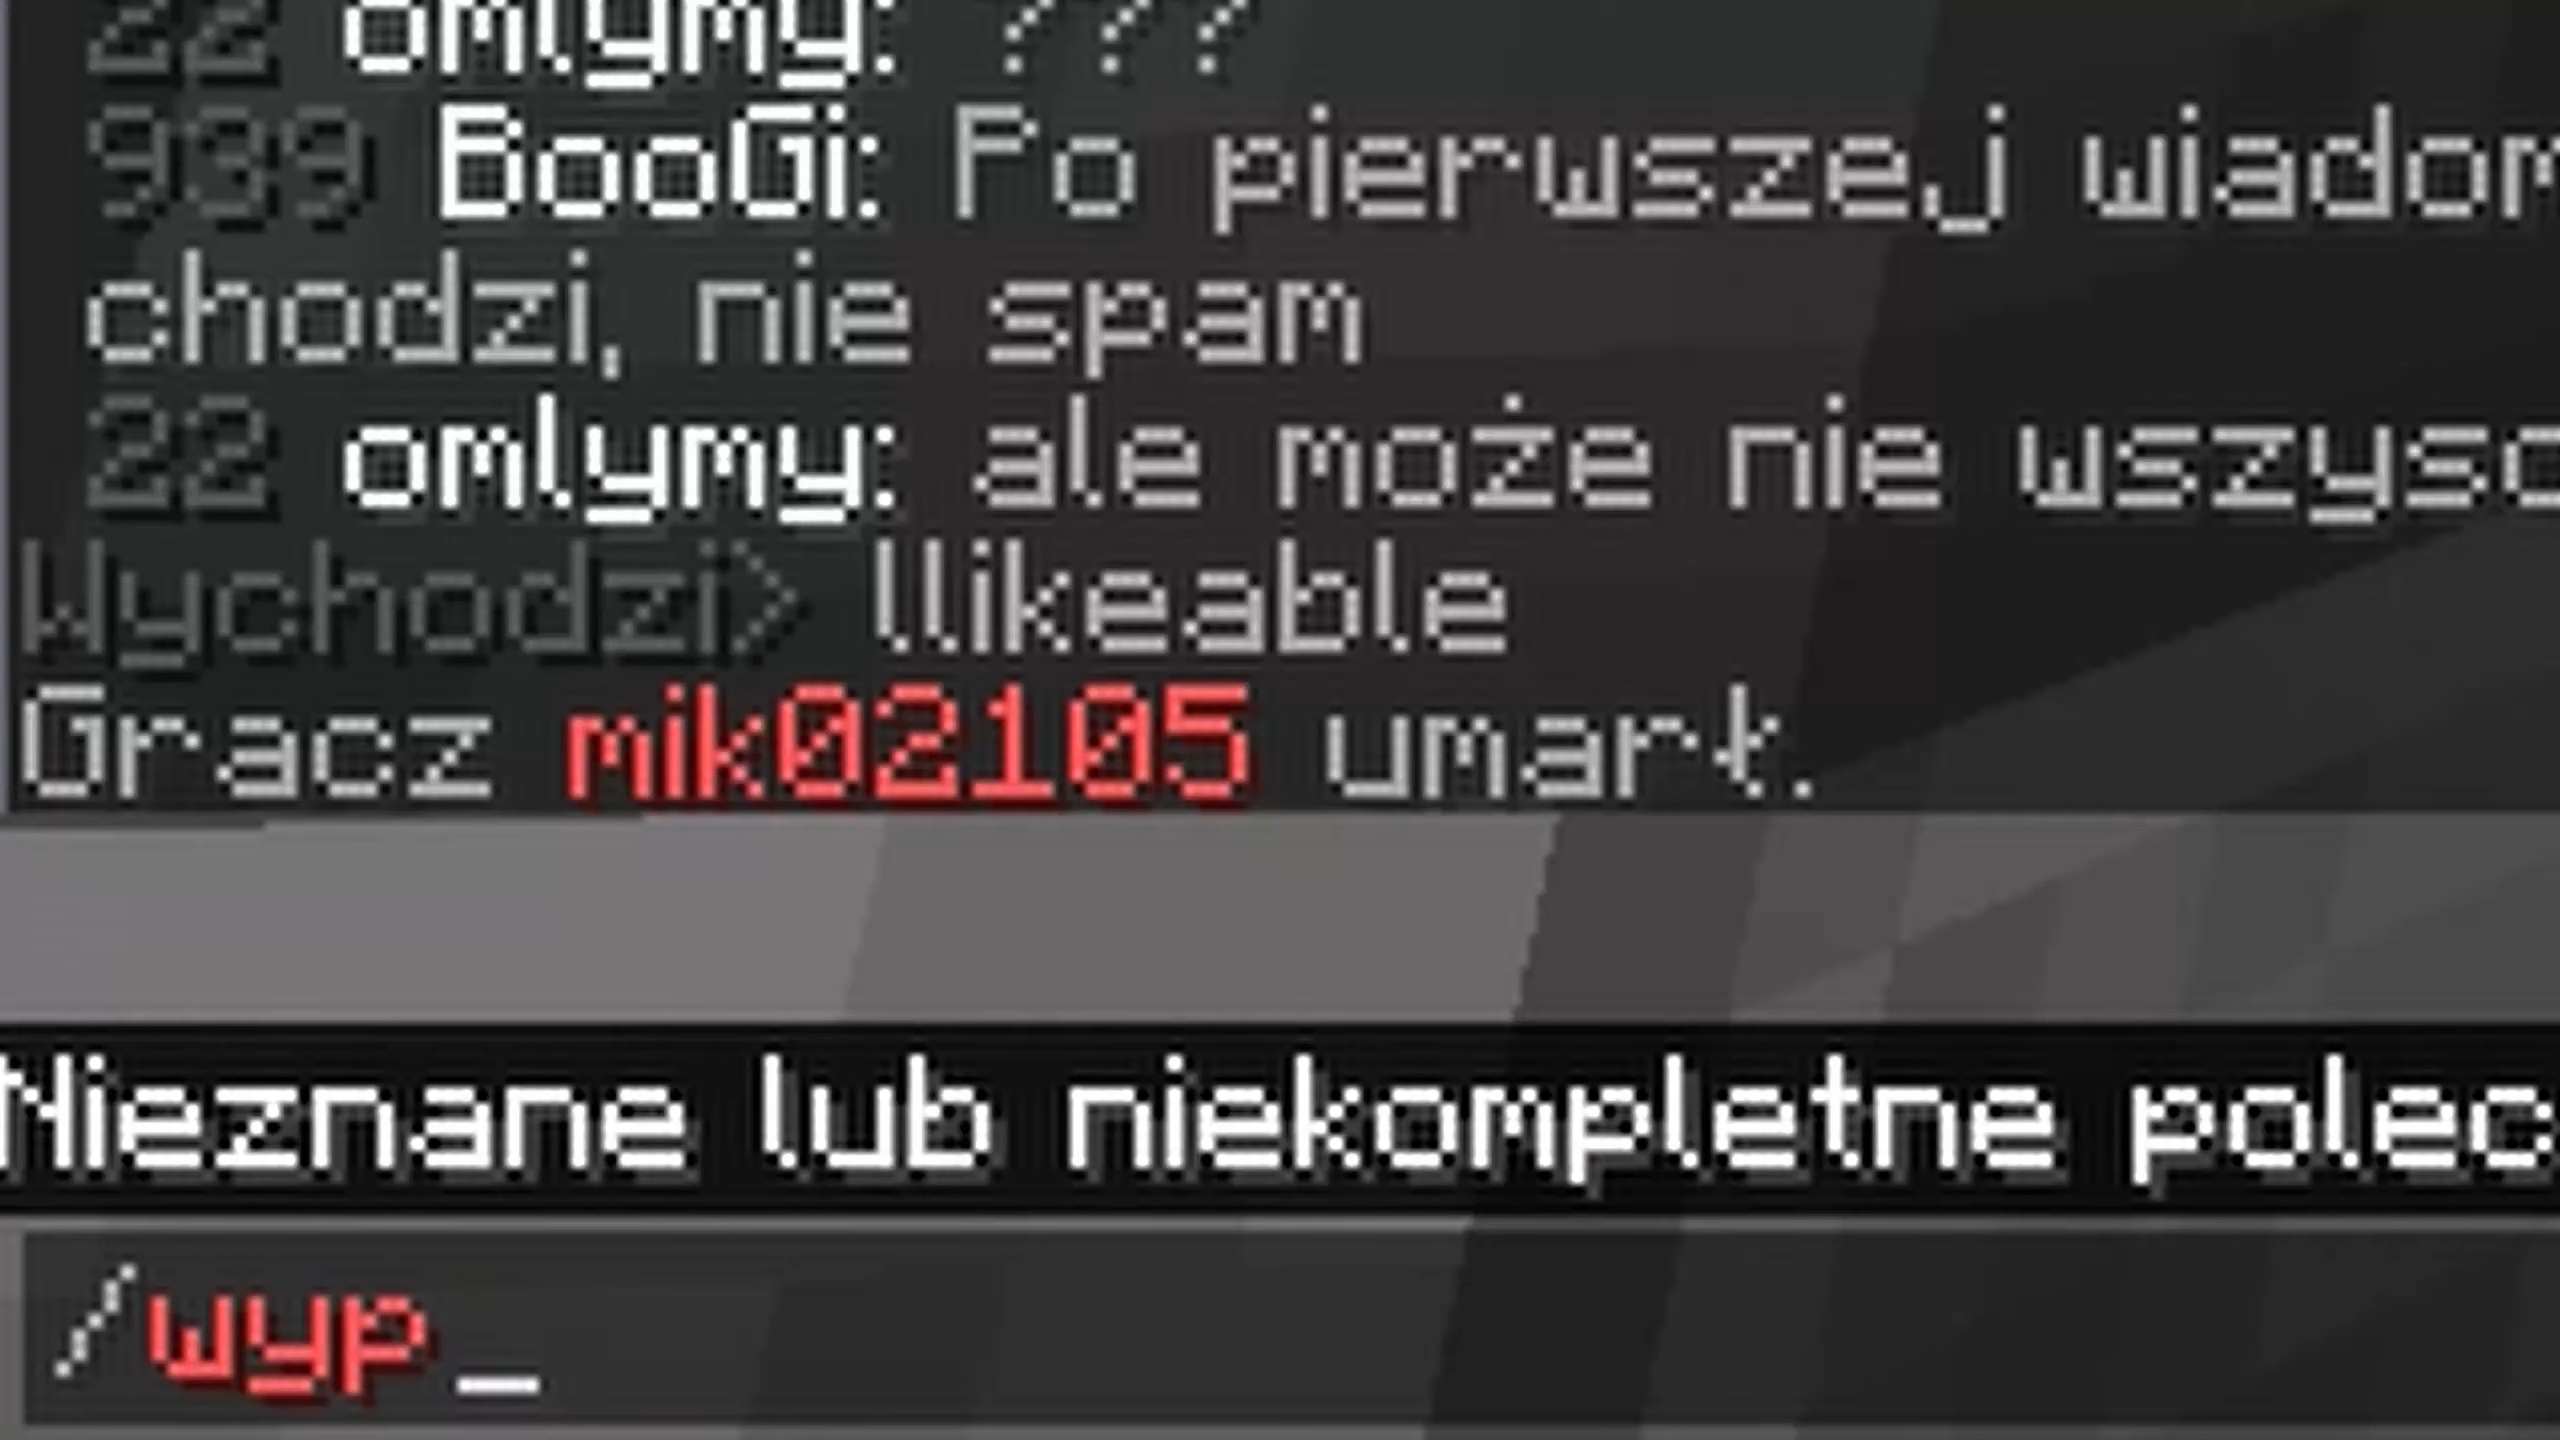 22 omlymy: ???
939 BooGi: Po pierwszej wiadom
chodzi, nie spam
22 omlymy: ale może nie wszysc
Wychodzi> llikeable
Gracz mik02105 umarł.
Nieznane lub niekompletne polec
/wyp_